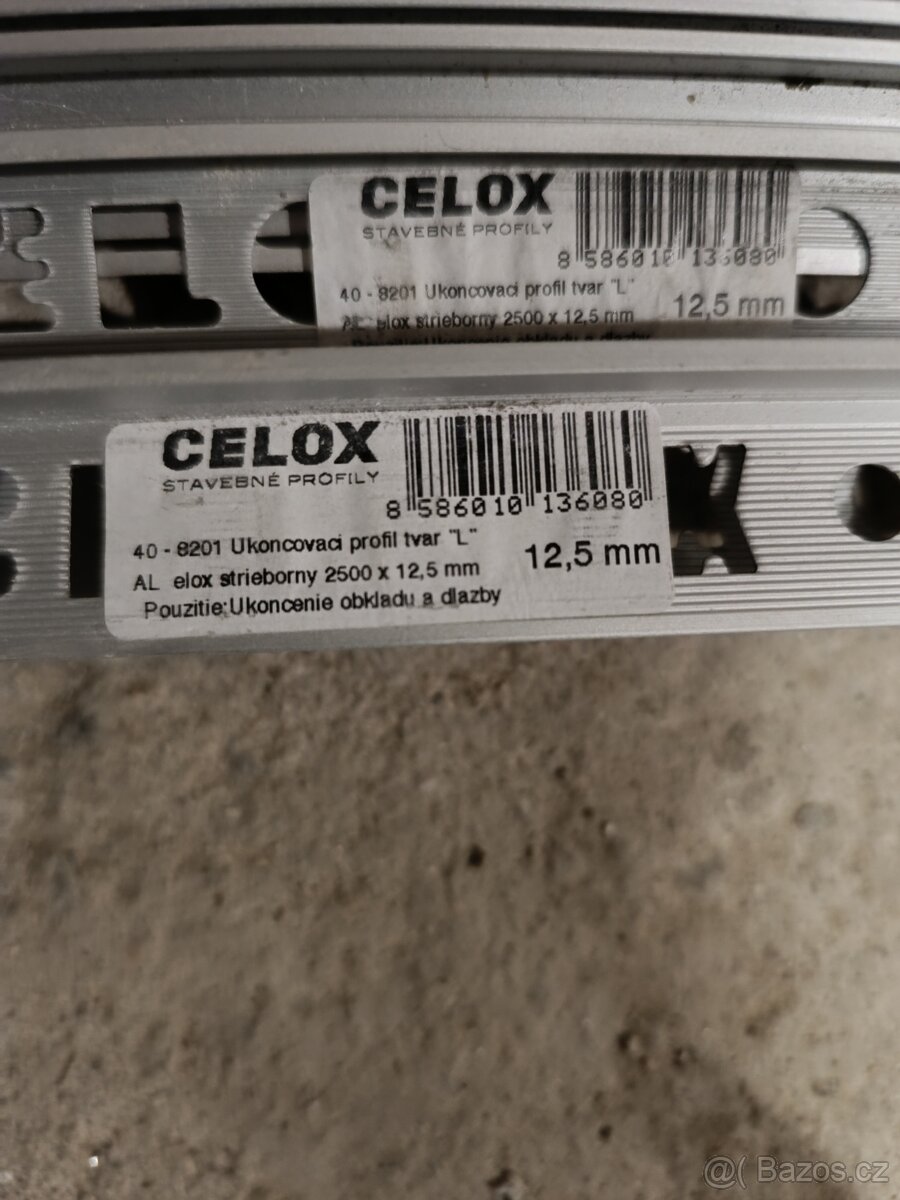 CELOX
STAVEBNÉ PROFILY
8 586010 136080
40 - 8201 Ukoncovaci profil tvar "L"
12,5 mm
AL elox strieborny 2500 x 12,5 mm
CELOX
STAVEBNÉ PROFILY
8 586010 136080
40 - 8201 Ukoncovaci profil tvar "L"
12,5 mm
AL elox strieborny 2500 x 12,5 mm
Pouzitie:Ukoncenie obkladu a dlazby
X
@( Bazos.cz